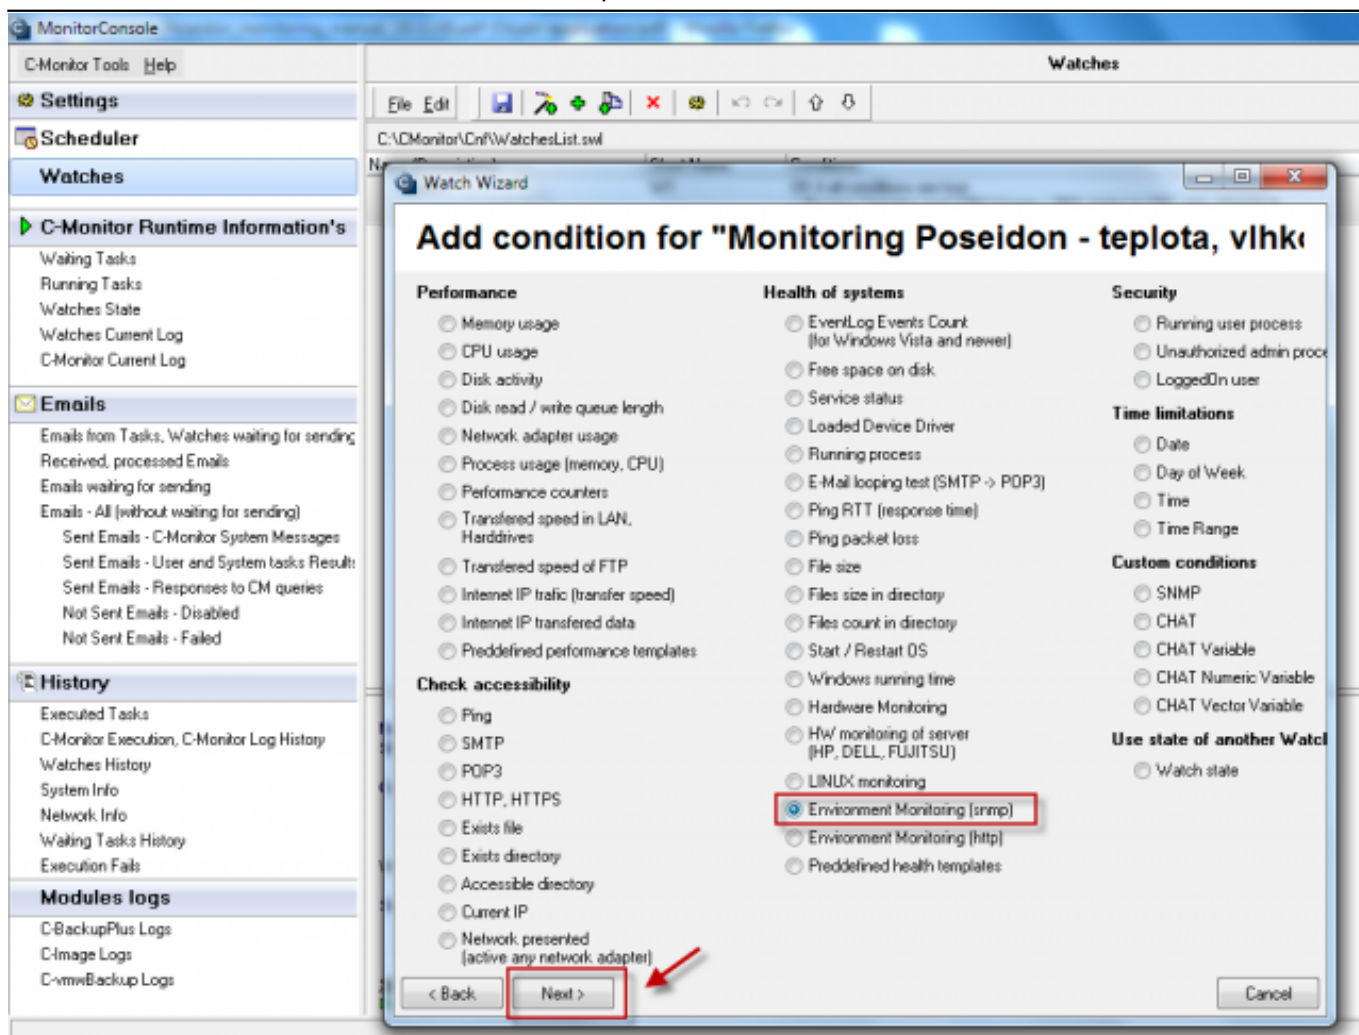 MonitorConsole
C-Monitor Tools Help
Watches
Settings
Scheduler
Watches
File Edit
C:\CMonitor\Cnf\WatchesList.swl
C-Monitor Runtime Information's
Waiting Tasks
Running Tasks
Watches State
Watches Current Log
C-Monitor Current Log
Emails
Emails from Tasks, Watches waiting for sending
Received, processed Emails
Emails waiting for sending
Emails - All (without waiting for sending)
Sent Emails - C-Monitor System Messages
Sent Emails - User and System tasks Results
Sent Emails - Responses to CM queries
Not Sent Emails - Disabled
Not Sent Emails - Failed
History
Executed Tasks
C-Monitor Execution, C-Monitor Log History
Watches History
System Info
Network Info
Waiting Tasks History
Execution Fails
Modules logs
C-BackupPlus Logs
C-Image Logs
C-vmwBackup Logs
Watch Wizard
Add condition for "Monitoring Poseidon - teplota, vlhk
Performance
Memory usage
CPU usage
Disk activity
Disk read / write queue length
Network adapter usage
Process usage (memory, CPU)
Performance counters
Transfered speed in LAN,
Harddrives
Transfered speed of FTP
Internet IP trafic (transfer speed)
Internet IP transfered data
Preddefined performance templates
Check accessibility
Ping
SMTP
POP3
HTTP, HTTPS
Exists file
Exists directory
Accessible directory
Current IP
Network presented
(active any network adapter)
Health of systems
EventLog Events Count
(for Windows Vista and newer)
Free space on disk
Service status
Loaded Device Driver
Running process
E-Mail looping test (SMTP -> POP3)
Ping RTT (response time)
Ping packet loss
File size
Files size in directory
Files count in directory
Start / Restart OS
Windows running time
Hardware Monitoring
HW monitoring of server
(HP, DELL, FUJITSU)
LINUX monitoring
Environment Monitoring (snmp)
Environment Monitoring (http)
Preddefined health templates
Security
Running user process
Unauthorized admin proce
LoggedOn user
Time limitations
Date
Day of Week
Time
Time Range
Custom conditions
SNMP
CHAT
CHAT Variable
CHAT Numeric Variable
CHAT Vector Variable
Use state of another Watcl
Watch state
< Back
Next >
Cancel